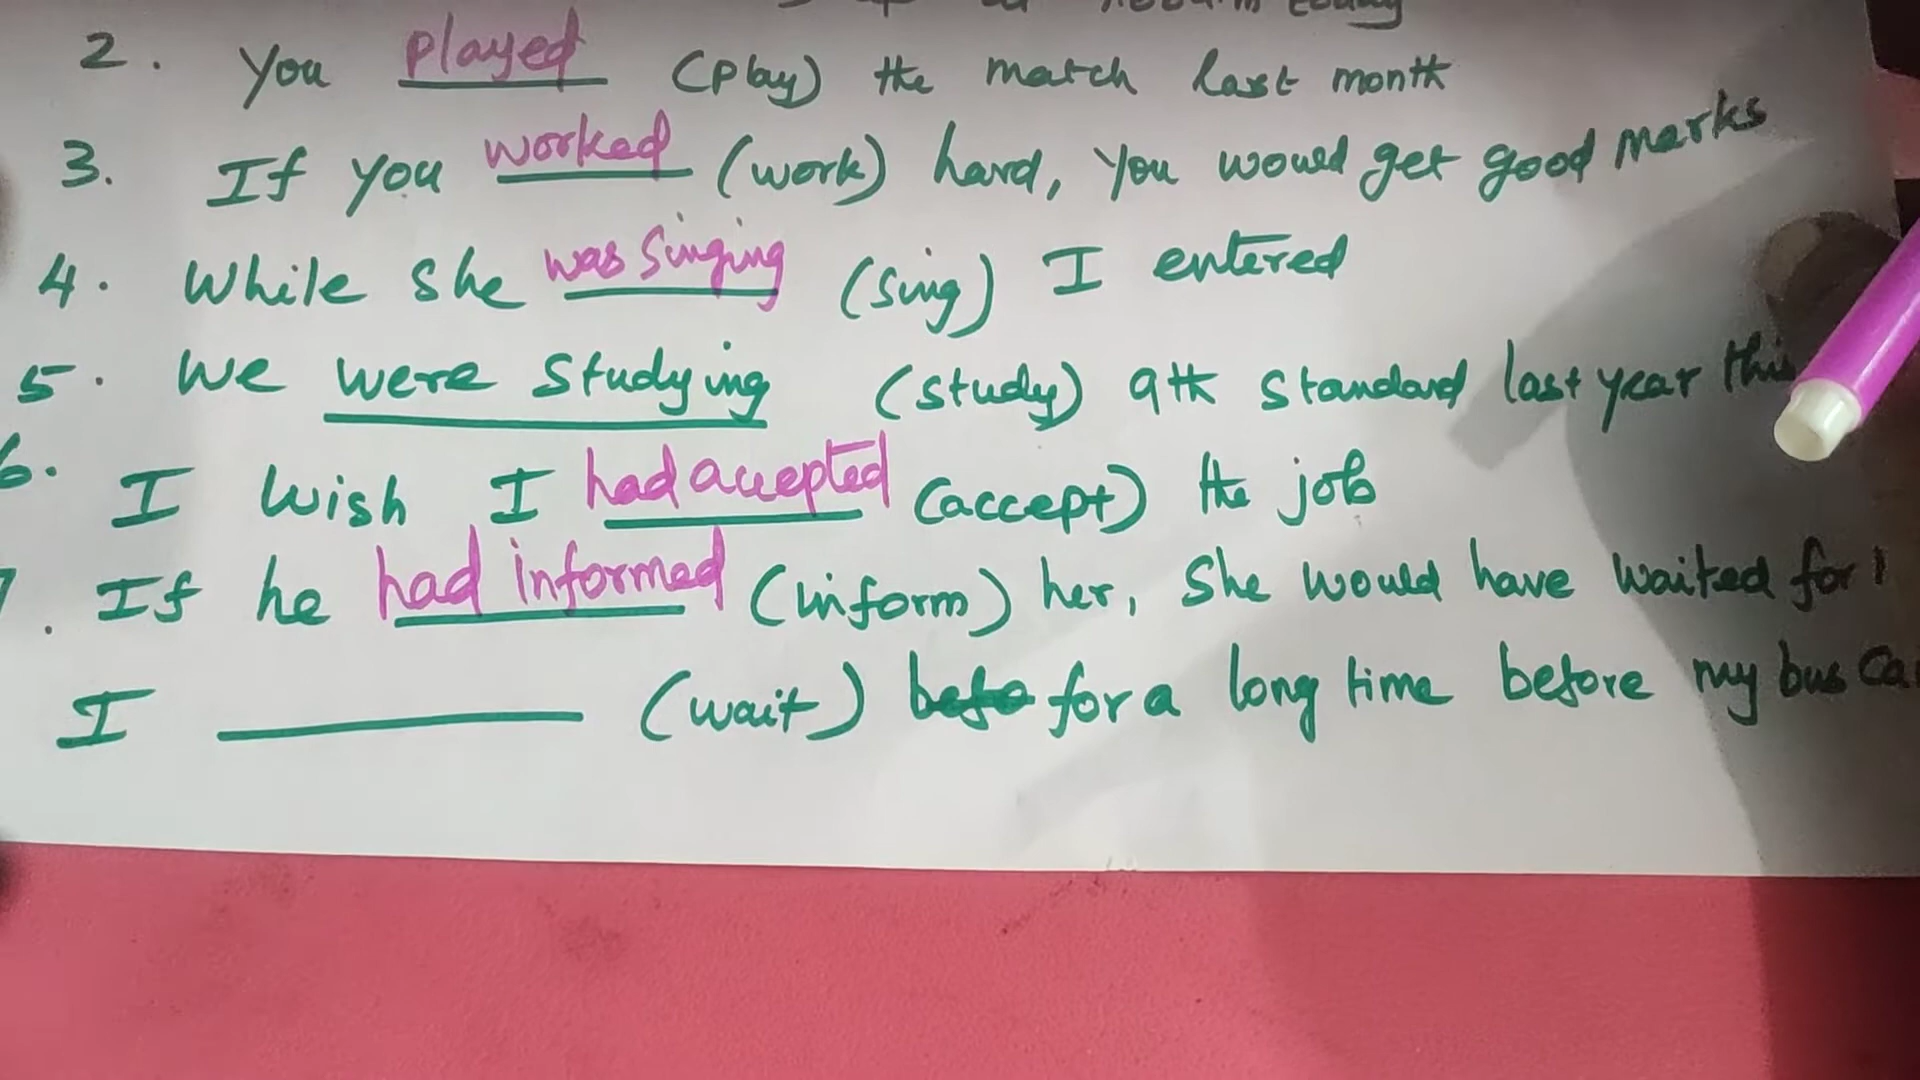 today
2. You played (play) the match last month
3. If you worked (work) hard, you would get good marks
4. While she was singing (sing) I entered
5. We were studying (study) 9th standard last year this
6. I wish I had accepted (accept) the job
7. If he had informed (inform) her, she would have waited for
I ______ (wait) for a long time before my bus